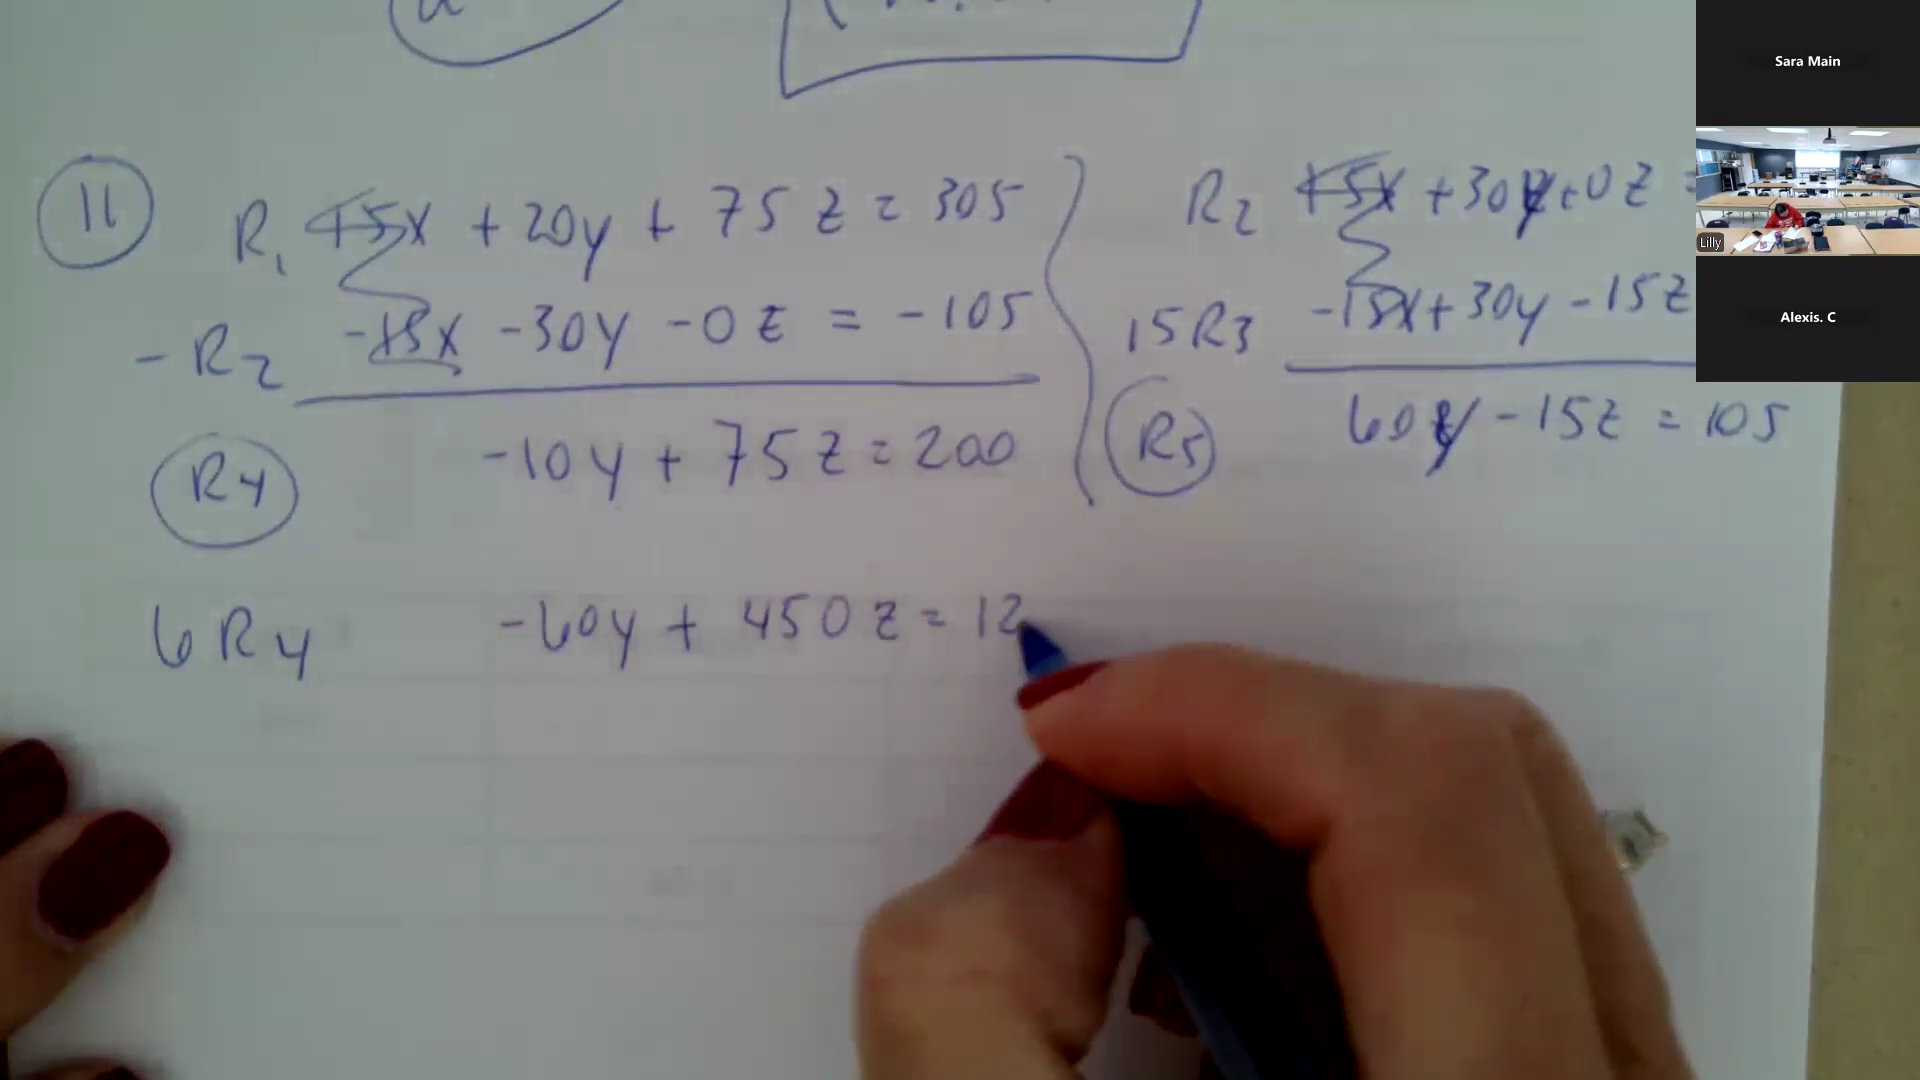 11
R1 15x + 20y + 75z = 305
-R2 -15x - 30y - 0z = -105
R4 -10y + 75z = 200
R2 15x + 30y + 0z =
15R3 -15x + 30y - 15z
R5 60y - 15z = 105
6R4 -60y + 450z = 12
Sara Main
Lilly
Alexis. C